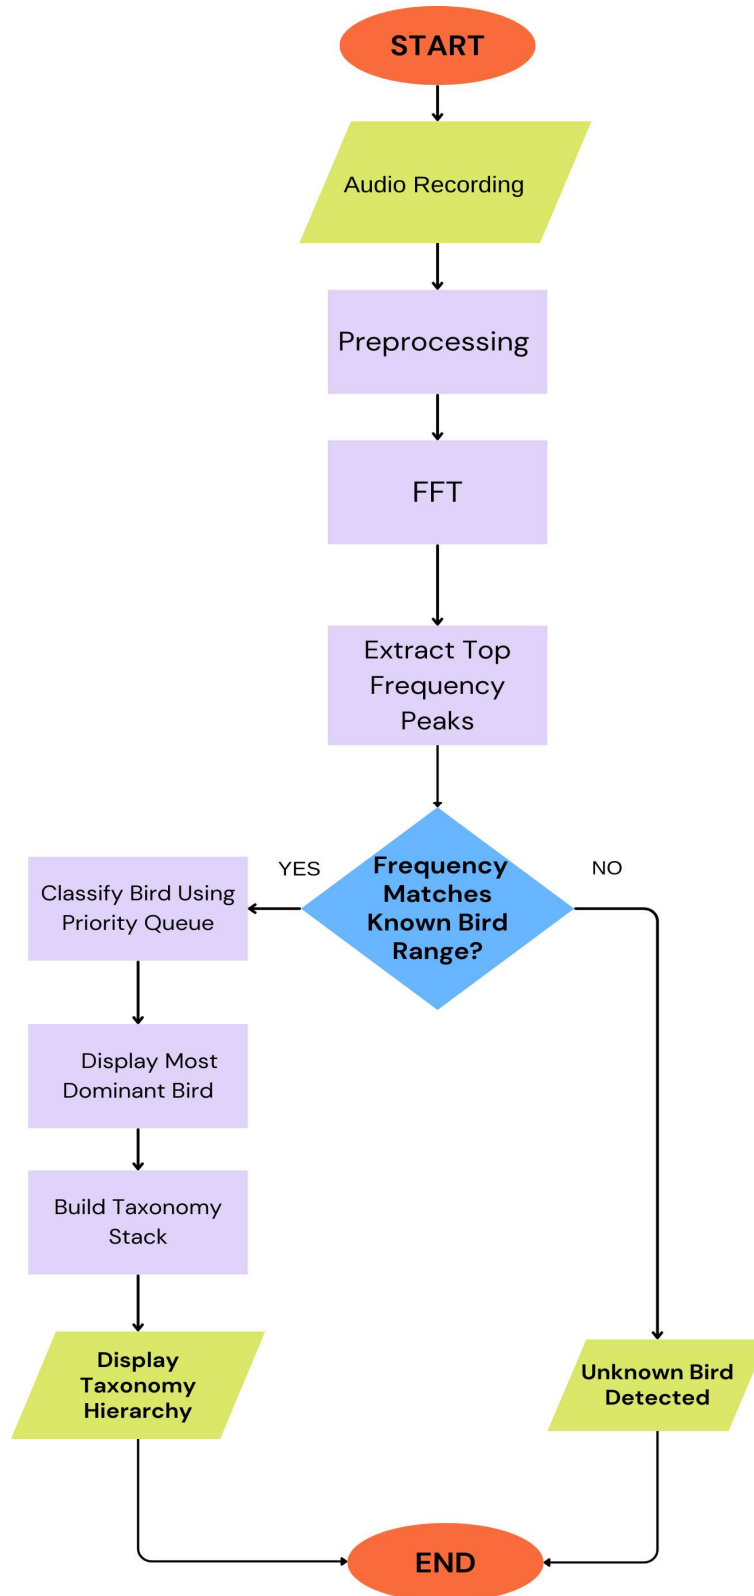 START
Audio Recording
Preprocessing
FFT
Extract Top
Frequency
Peaks
Frequency
Matches
Known Bird
Range?
YES
NO
Classify Bird Using
Priority Queue
Display Most
Dominant Bird
Build Taxonomy
Stack
Display
Taxonomy
Hierarchy
Unknown Bird
Detected
END